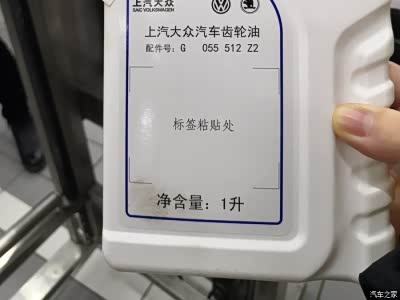 上汽大众
SAIC VOLKSWAGEN
上汽大众汽车齿轮油
配件号：G 055 512 Z2
标签粘贴处
净含量：1升
汽车之家